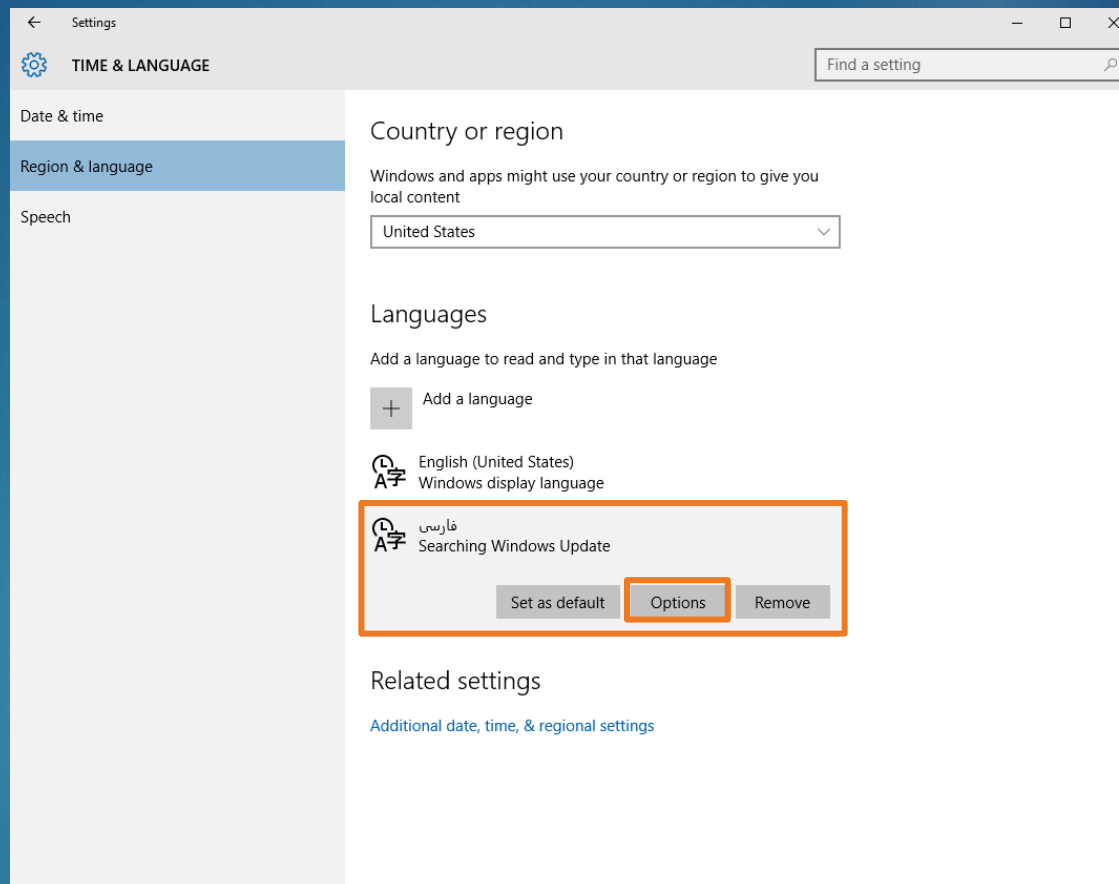 Settings
TIME & LANGUAGE
Find a setting
Date & time
Region & language
Speech
Country or region
Windows and apps might use your country or region to give you
local content
United States
Languages
Add a language to read and type in that language
Add a language
English (United States)
Windows display language
فارسی
Searching Windows Update
Set as default
Options
Remove
Related settings
Additional date, time, & regional settings